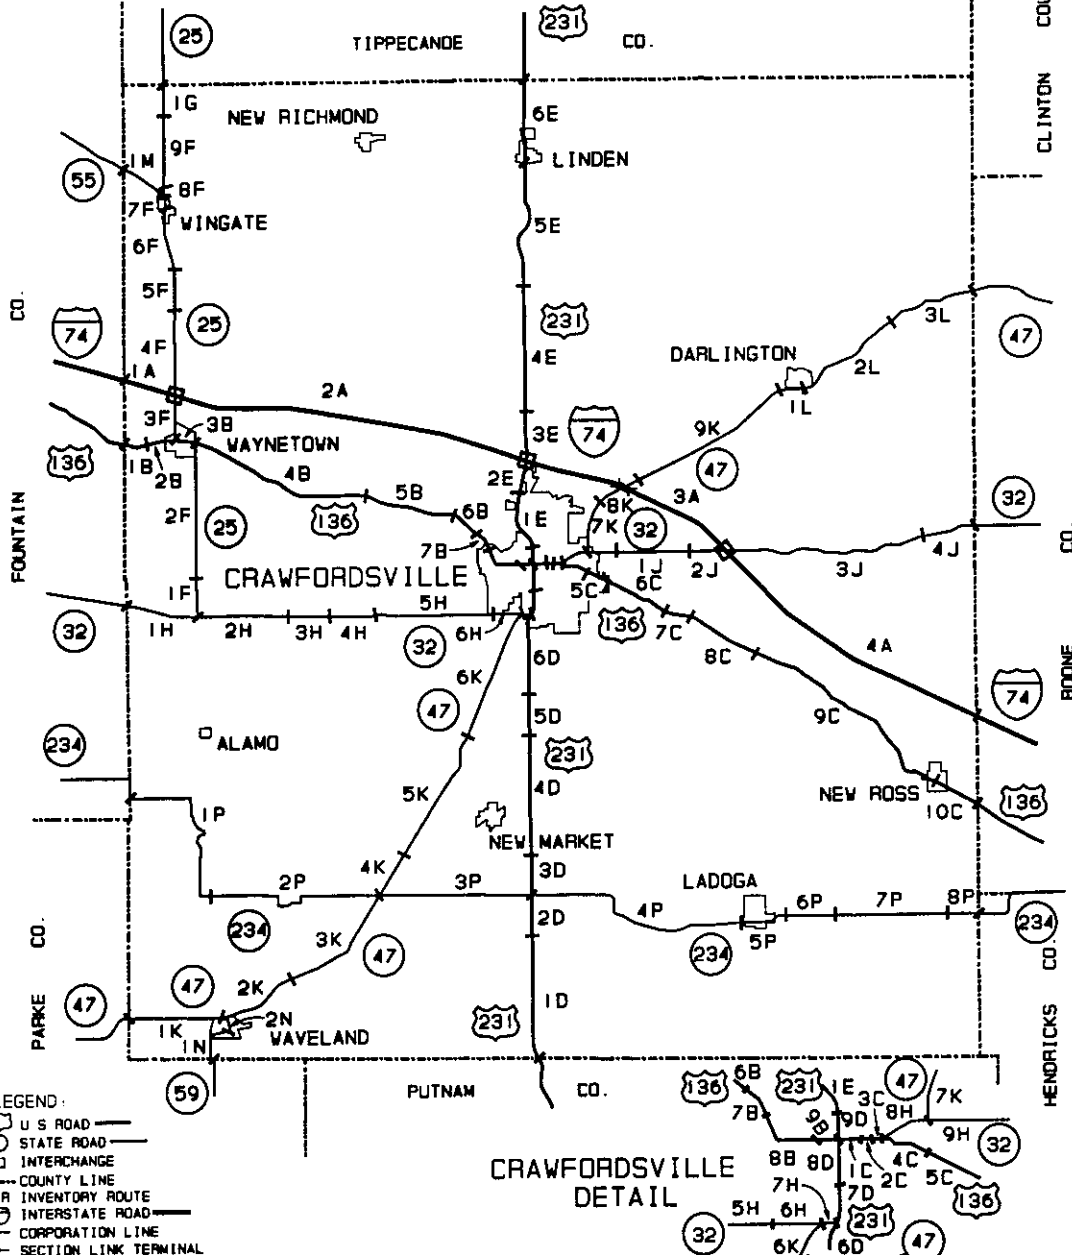 25
231
TIPPECANOE CO.
CLINTON
1G
NEW RICHMOND
6E
9F
LINDEN
1M
55
8F
7F
WINGATE
6F
5E
5F
CO.
25
231
3L
74
47
4F
4E
DARLINGTON
1A
2L
2A
1L
3F
3B
3E
74
9K
WAYNETOWN
136
1B
2B
4B
2E
47
3A
5B
8K
32
2F
25
136
6B
1E
7K
32
FOUNTAIN
7B
4J
CO.
CRAWFORDSVILLE
1J
2J
3J
5C
6C
1F
5H
136
32
1H
2H
3H
4H
32
6H
7C
6D
8C
4A
BOONE
6K
74
47
5D
9C
234
ALAMO
231
5K
4D
NEW ROSS
136
1P
10C
NEW MARKET
4K
3D
2P
3P
LADOGA
6P
7P
8P
234
2D
4P
234
CO.
3K
47
234
5P
CO.
47
2K
47
1D
PARKE
2N
1K
WAVELAND
231
1N
HENDRICKS
59
PUTNAM CO.
136
6B
231
1E
47
7K
LEGEND:
U S ROAD
STATE ROAD
INTERCHANGE
COUNTY LINE
R INVENTORY ROUTE
INTERSTATE ROAD
CORPORATION LINE
SECTION LINK TERMINAL
CRAWFORDSVILLE
DETAIL
7B
9B
9D
3C
8H
9H
32
8B
8D
1C
2C
4C
5C
136
7H
7D
5H
6H
231
32
6K
6D
47